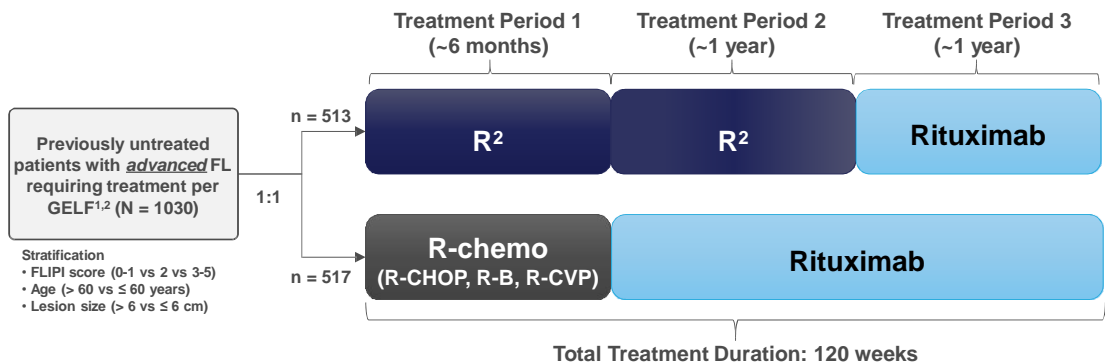 Treatment Period 1
(~6 months)
Treatment Period 2
(~1 year)
Treatment Period 3
(~1 year)
n = 513
R²
R²
Rituximab
Previously untreated
patients with advanced FL
requiring treatment per
GELF¹,² (N = 1030)
1:1
Stratification
• FLIPI score (0-1 vs 2 vs 3-5)
• Age (> 60 vs ≤ 60 years)
• Lesion size (> 6 vs ≤ 6 cm)
n = 517
R-chemo
(R-CHOP, R-B, R-CVP)
Rituximab
Total Treatment Duration: 120 weeks